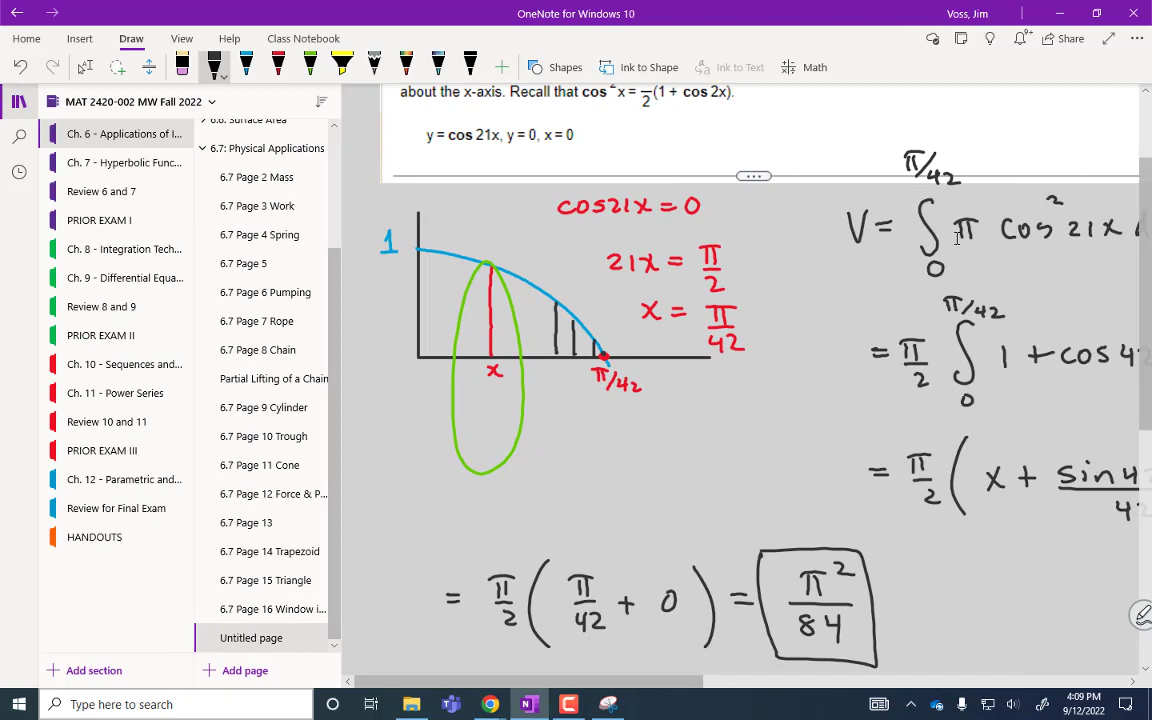 OneNote for Windows 10
Voss, Jim
Home Insert Draw View Help Class Notebook
Share
Shapes Ink to Shape Ink to Text Math
MAT 2420-002 MW Fall 2022
Ch. 6 - Applications of I...
Ch. 7 - Hyperbolic Func...
Review 6 and 7
PRIOR EXAM I
Ch. 8 - Integration Tech...
Ch. 9 - Differential Equa...
Review 8 and 9
PRIOR EXAM II
Ch. 10 - Sequences and...
Ch. 11 - Power Series
Review 10 and 11
PRIOR EXAM III
Ch. 12 - Parametric and...
Review for Final Exam
HANDOUTS
Add section
6.6: Surface Area
6.7: Physical Applications
6.7 Page 2 Mass
6.7 Page 3 Work
6.7 Page 4 Spring
6.7 Page 5
6.7 Page 6 Pumping
6.7 Page 7 Rope
6.7 Page 8 Chain
Partial Lifting of a Chain
6.7 Page 9 Cylinder
6.7 Page 10 Trough
6.7 Page 11 Cone
6.7 Page 12 Force & P...
6.7 Page 13
6.7 Page 14 Trapezoid
6.7 Page 15 Triangle
6.7 Page 16 Window i...
Untitled page
Add page
about the x-axis. Recall that cos ²x = 1/2(1 + cos 2x).
y = cos 21x, y = 0, x = 0
1
x
π/42
cos21x = 0
21x = π/2
x = π/42
V = ∫₀^(π/42) π cos² 21x d
= π/2 ∫₀^(π/42) 1 + cos42
= π/2 ( x + sin42/42
= π/2 ( π/42 + 0 ) = π²/84
Type here to search
4:09 PM
9/12/2022